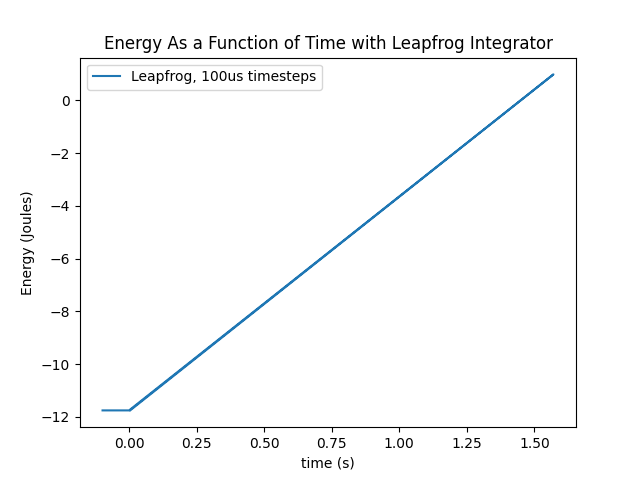 Energy As a Function of Time with Leapfrog Integrator
Leapfrog, 100us timesteps
Energy (Joules)
0
−2
−4
−6
−8
−10
−12
0.00 0.25 0.50 0.75 1.00 1.25 1.50
time (s)